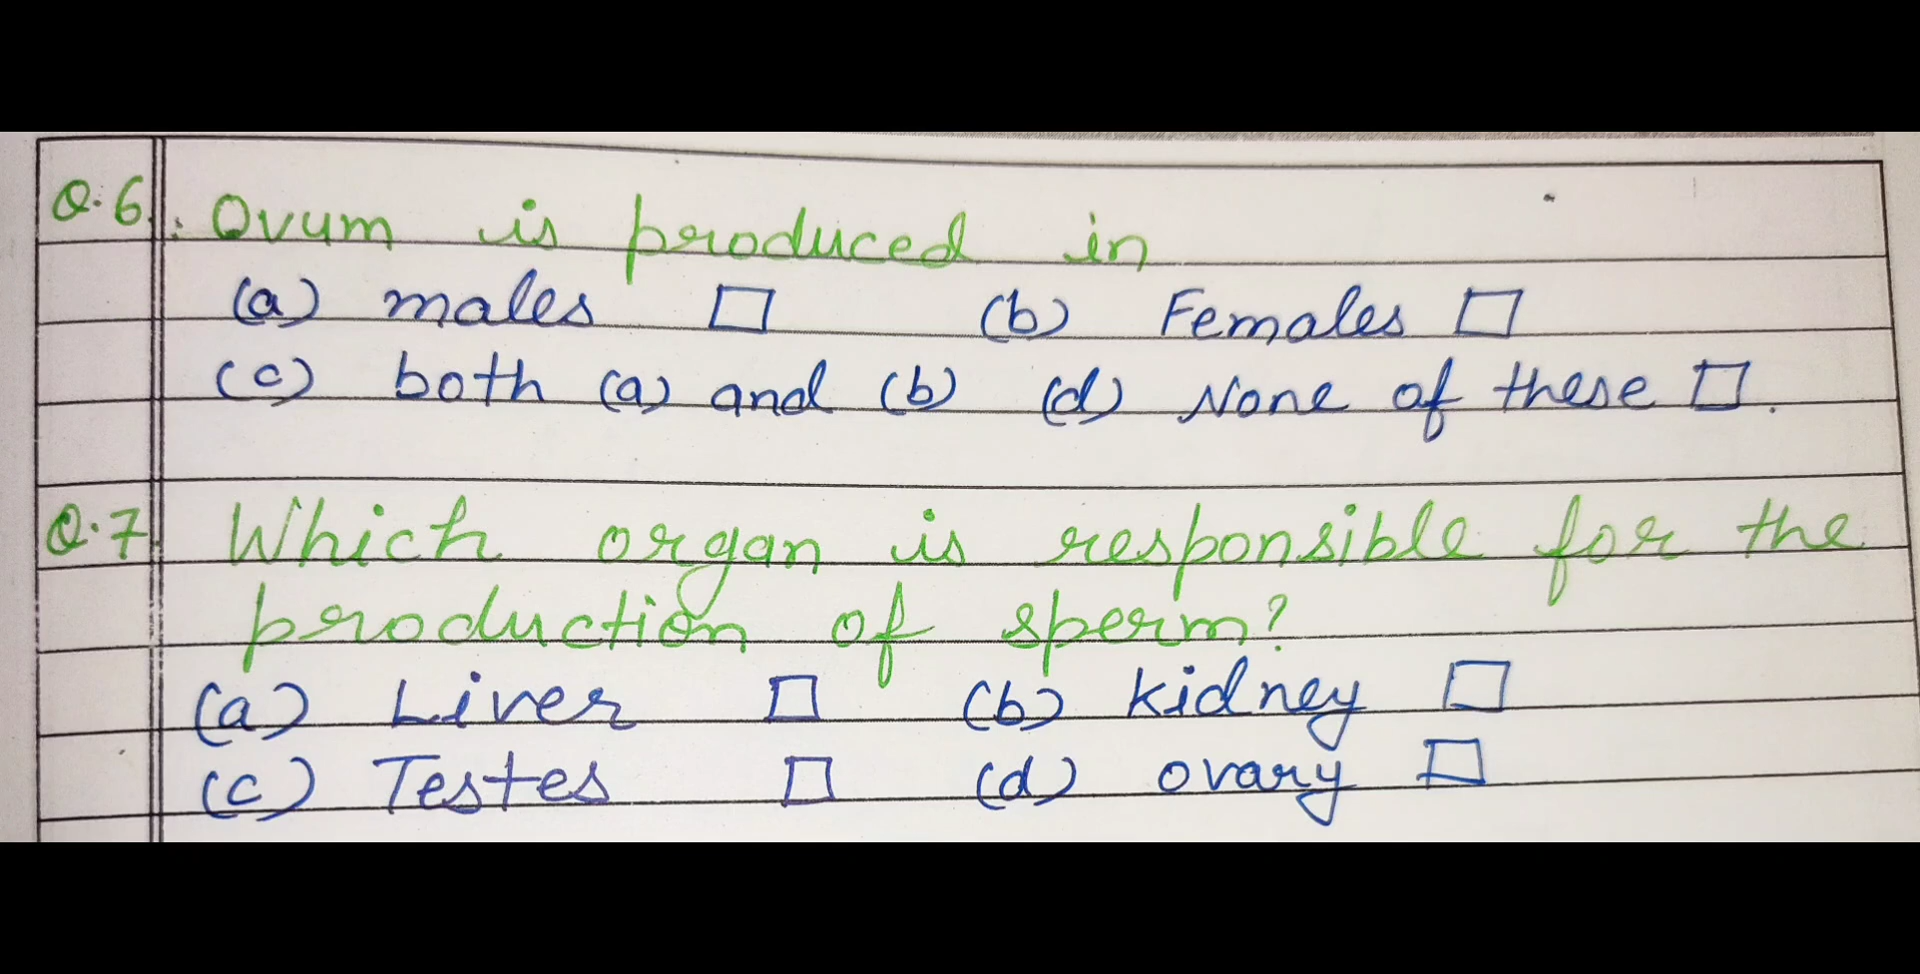 Q.6. Ovum is produced in
(a) males □ (b) Females □
(c) both (a) and (b) (d) None of these □.
Q.7 Which organ is responsible for the
production of sperm?
(a) Liver □ (b) kidney □
(c) Testes □ (d) ovary □